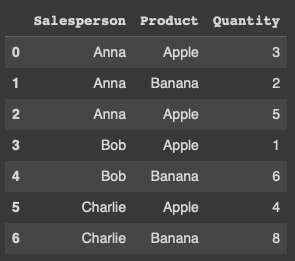 Salesperson Product Quantity
0 Anna Apple 3
1 Anna Banana 2
2 Anna Apple 5
3 Bob Apple 1
4 Bob Banana 6
5 Charlie Apple 4
6 Charlie Banana 8